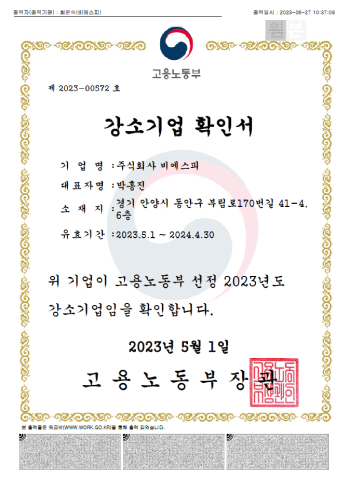 출력자(출력기관) : 최문숙(비에스피)
출력일시 : 2023-06-27 10:37:09
고용노동부
제 2023-00572 호
강소기업 확인서
기 업 명 :주식회사 비에스피
대표자명 :박홍진
소 재 지 :경기 안양시 동안구 부림로170번길 41-4,
6층
유효기간 :2023.5.1 ~ 2024.4.30
위 기업이 고용노동부 선정 2023년도
강소기업임을 확인합니다.
2023년 5월 1일
고용노동부장관
본 출력물은 워크넷(WWW.WORK.GO.KR)을 통해 출력 되었습니다.